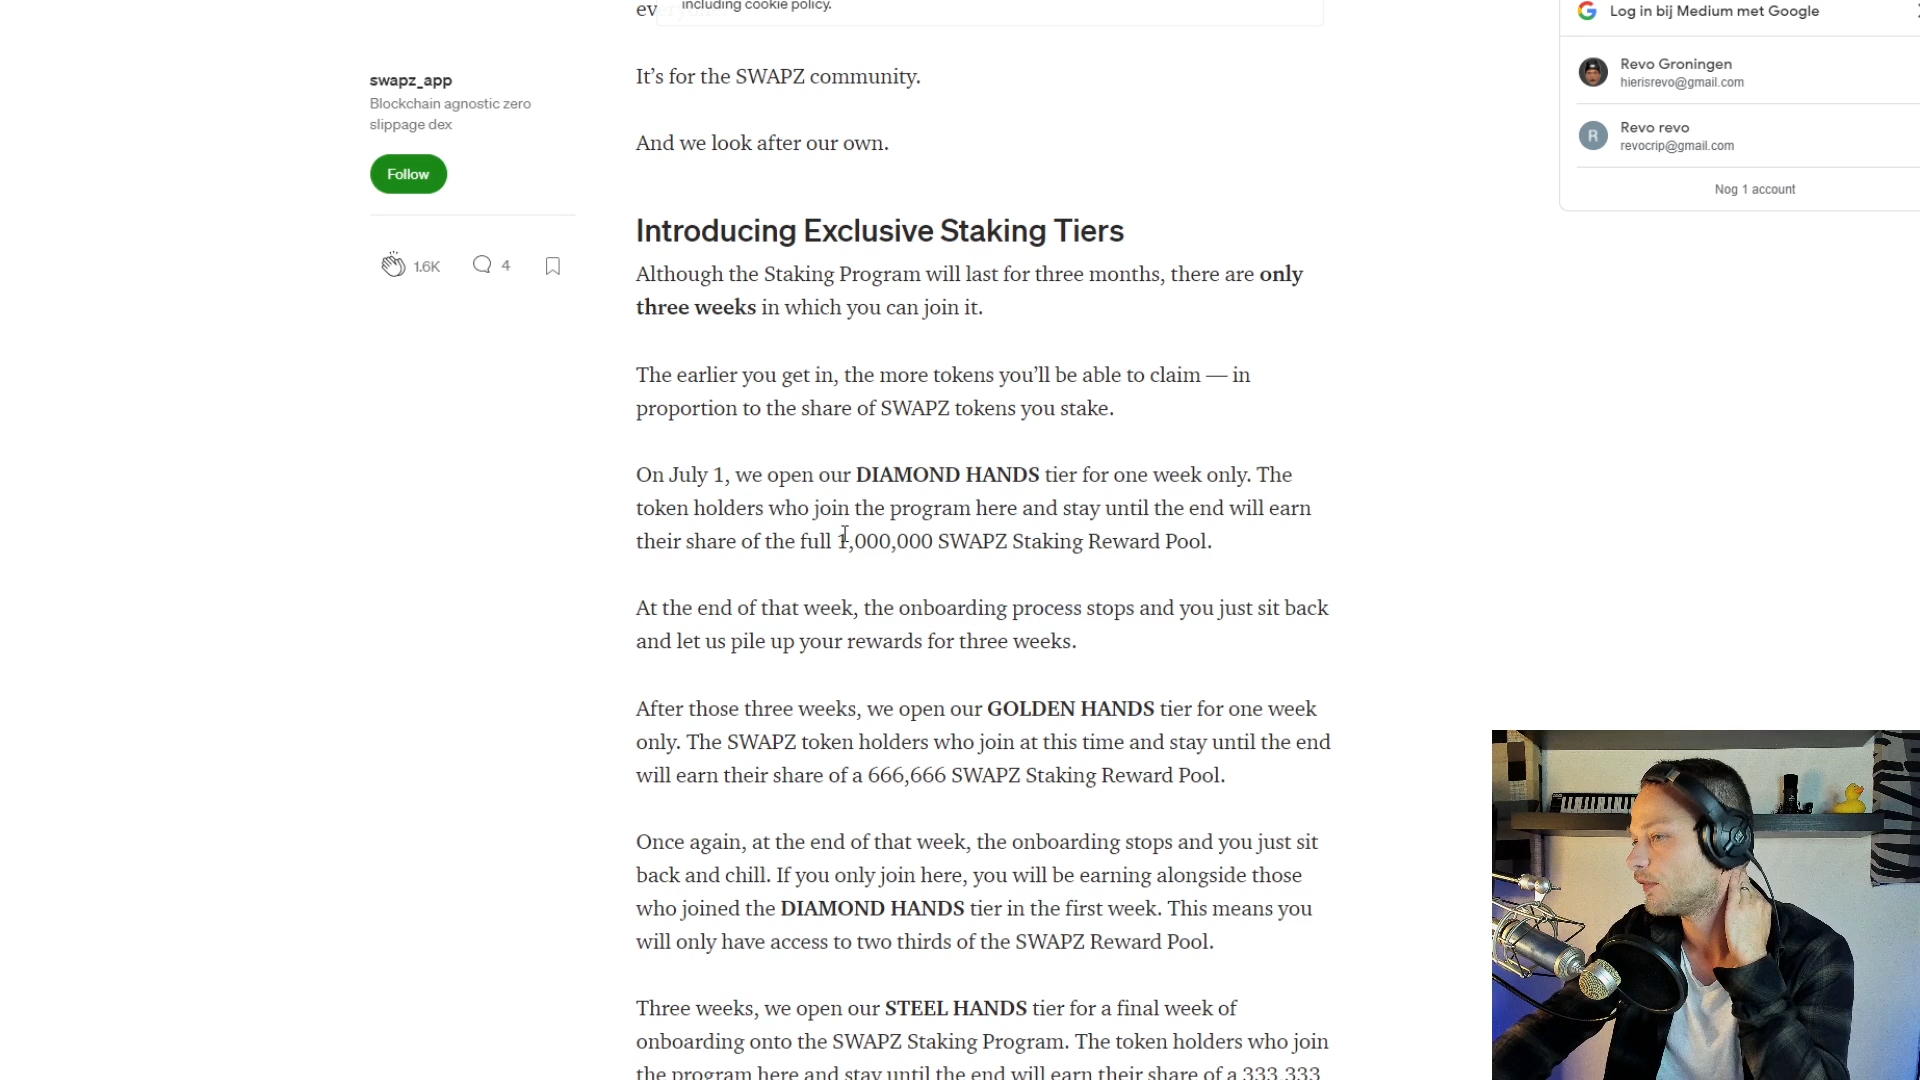 including cookie policy.
ev
It's for the SWAPZ community.
And we look after our own.
swapz_app
Blockchain agnostic zero
slippage dex
Follow
1.6K
4
Introducing Exclusive Staking Tiers
Although the Staking Program will last for three months, there are only
three weeks in which you can join it.
The earlier you get in, the more tokens you'll be able to claim — in
proportion to the share of SWAPZ tokens you stake.
On July 1, we open our DIAMOND HANDS tier for one week only. The
token holders who join the program here and stay until the end will earn
their share of the full 1,000,000 SWAPZ Staking Reward Pool.
At the end of that week, the onboarding process stops and you just sit back
and let us pile up your rewards for three weeks.
After those three weeks, we open our GOLDEN HANDS tier for one week
only. The SWAPZ token holders who join at this time and stay until the end
will earn their share of a 666,666 SWAPZ Staking Reward Pool.
Once again, at the end of that week, the onboarding stops and you just sit
back and chill. If you only join here, you will be earning alongside those
who joined the DIAMOND HANDS tier in the first week. This means you
will only have access to two thirds of the SWAPZ Reward Pool.
Three weeks, we open our STEEL HANDS tier for a final week of
onboarding onto the SWAPZ Staking Program. The token holders who join
the program here and stay until the end will earn their share of a 333,333
Log in bij Medium met Google
Revo Groningen
hierisrevo@gmail.com
R
Revo revo
revocrip@gmail.com
Nog 1 account